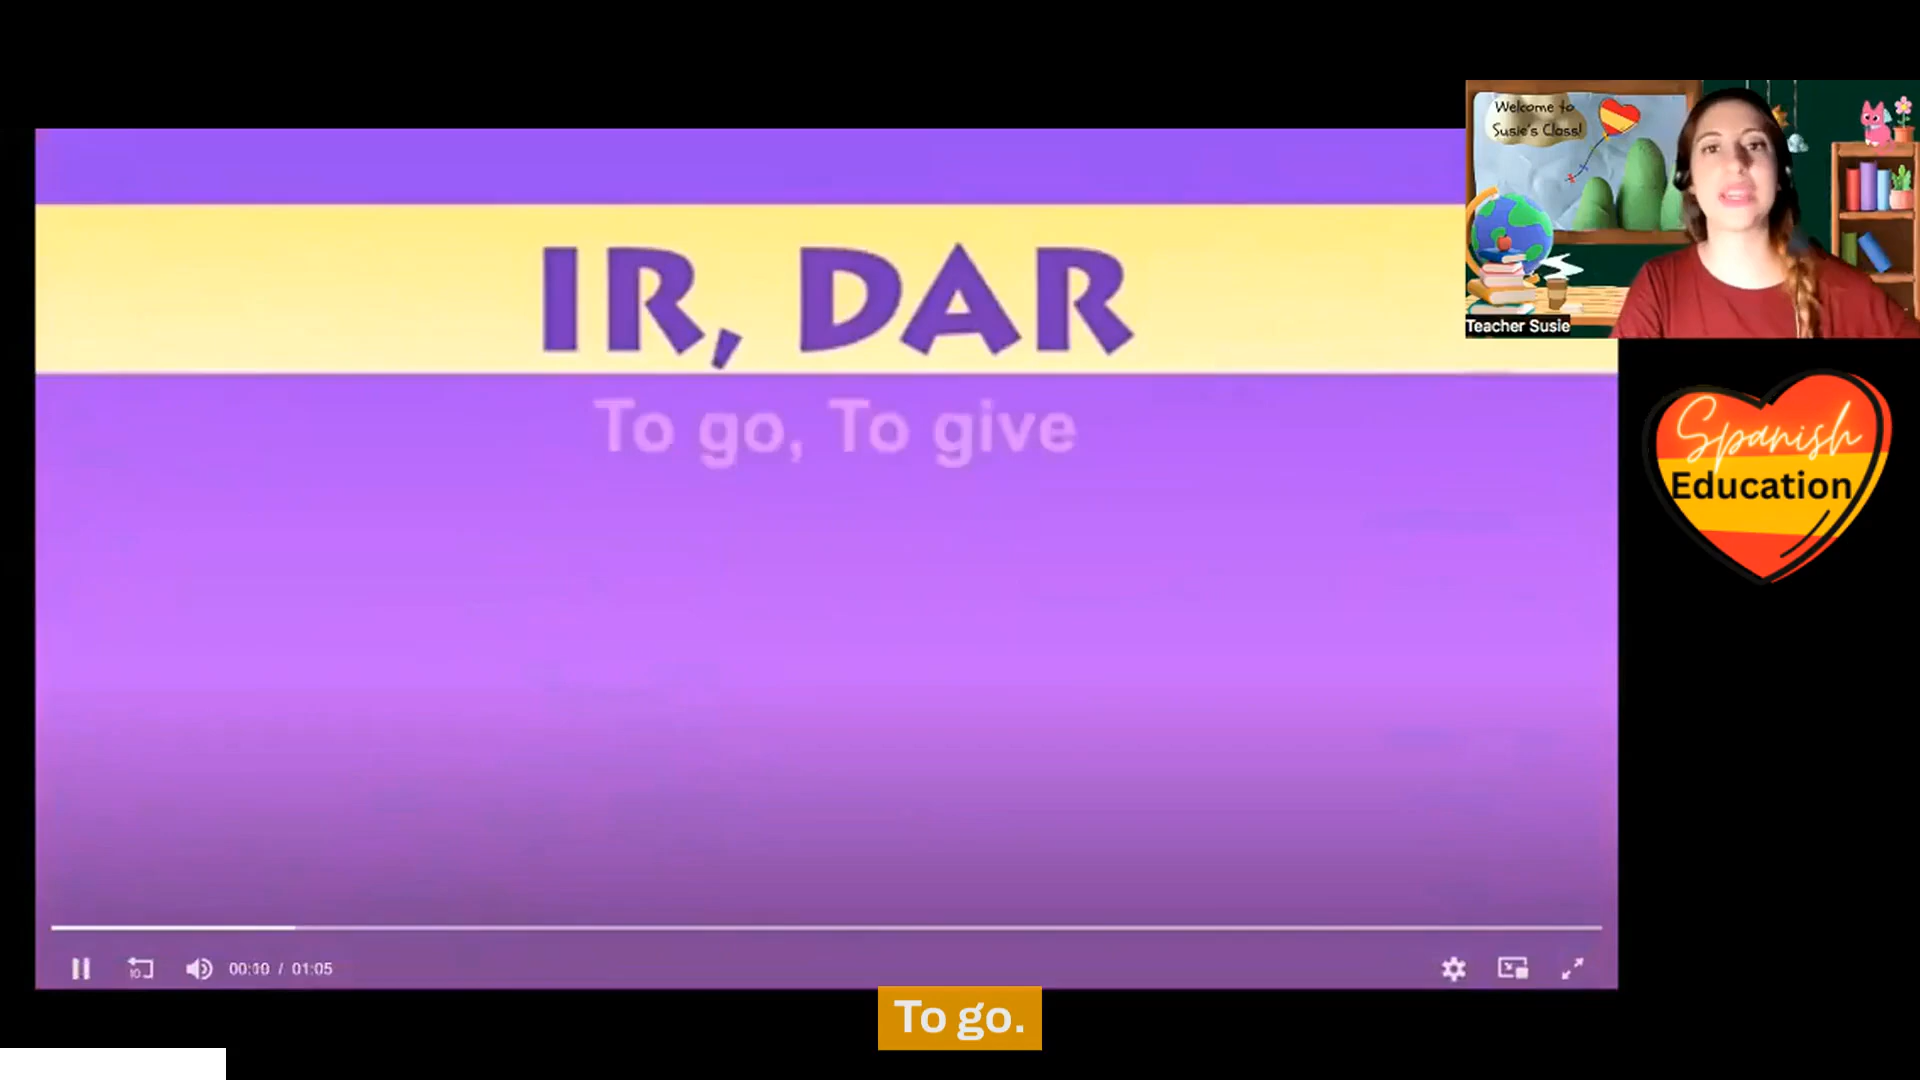 Welcome to
Susie's Class!
IR, DAR
Teacher Susie
To go, To give
Spanish
Education
10
00:10 / 01:05
To go.